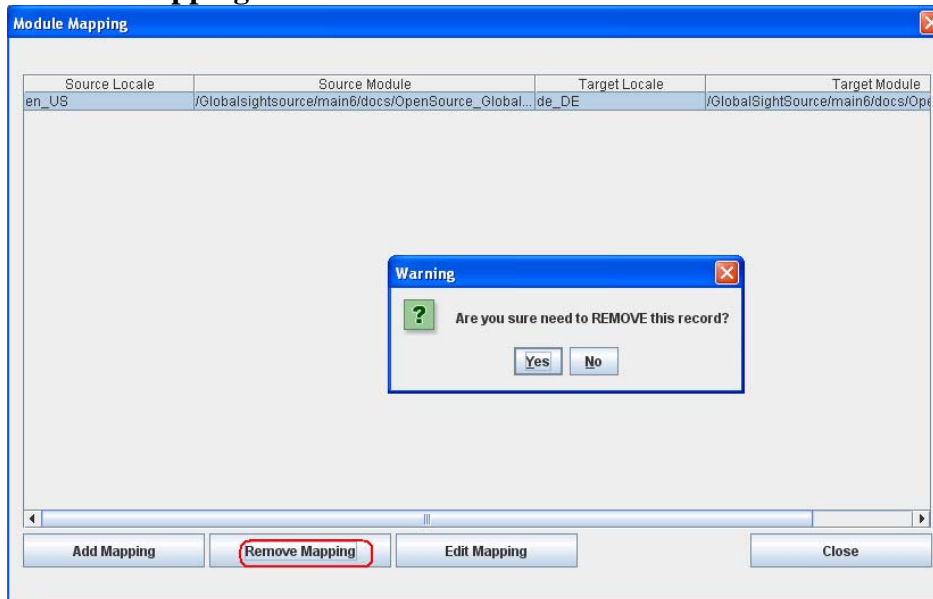 Module Mapping
Source Locale Source Module Target Locale Target Module
en_US /Globalsightsource/main6/docs/OpenSource_Global... de_DE /GlobalSightSource/main6/docs/Ope
Warning
? Are you sure need to REMOVE this record?
Yes No
Add Mapping Remove Mapping Edit Mapping Close